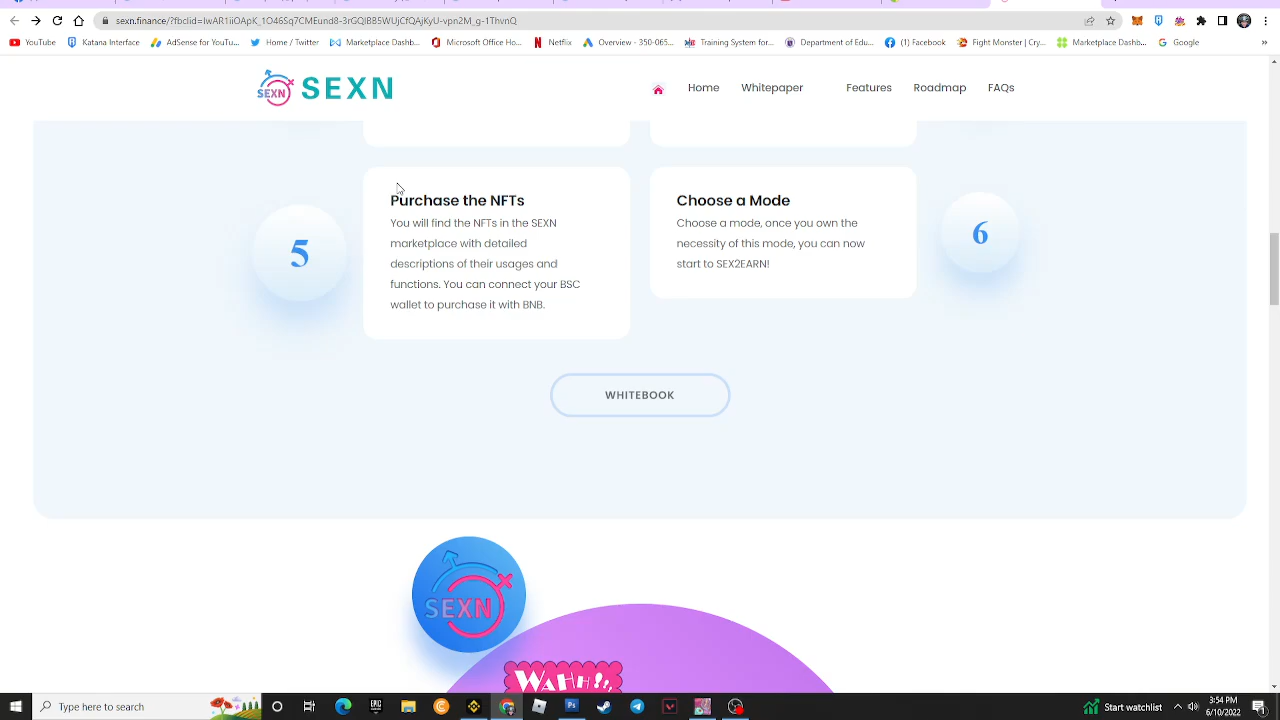 sexn.finance/?fbclid=IwAR1iiOApK_1O46Sq7CMEund8-3rGQlB85WUjCfQAjKyU-vpn2M_g-1ThvnQ
YouTube
Katana Interface
AdSense for YouTu...
Home / Twitter
Marketplace Dashb...
Microsoft Office Ho...
Netflix
Overview - 350-065...
Training System for...
Department of Edu...
(1) Facebook
Fight Monster | Cry...
Marketplace Dashb...
Google
»
SEXN
SEXN
Home
Whitepaper
Features
Roadmap
FAQs
5
Purchase the NFTs
You will find the NFTs in the SEXN
marketplace with detailed
descriptions of their usages and
functions. You can connect your BSC
wallet to purchase it with BNB.
Choose a Mode
Choose a mode, once you own the
necessity of this mode, you can now
start to SEX2EARN!
6
WHITEBOOK
SEXN
WAHH!!,
Type here to search
Start watchlist
3:54 PM
6/10/2022